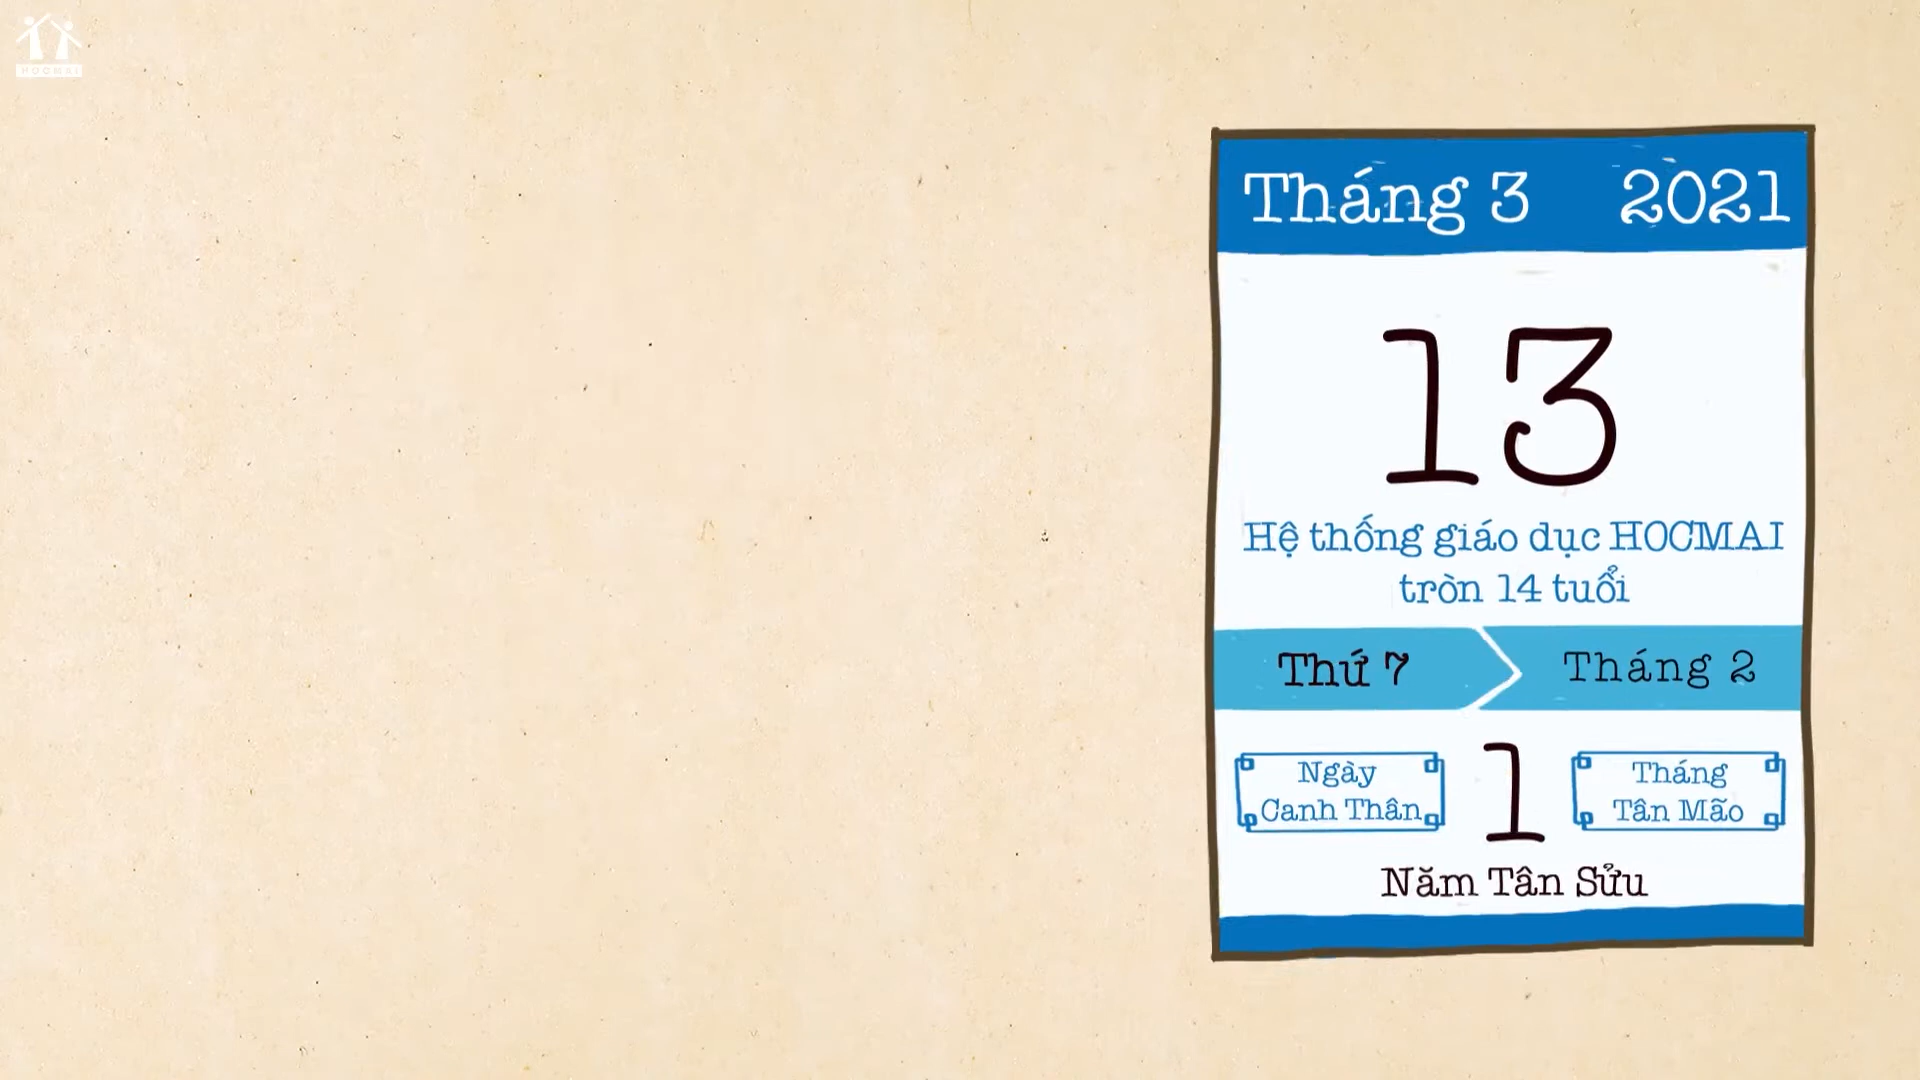 HOCMAI
Tháng 3 2021
13
Hệ thống giáo dục HOCMAI
tròn 14 tuổi
Thứ 7 Tháng 2
Ngày
Canh Thân
1
Tháng
Tân Mão
Năm Tân Sửu